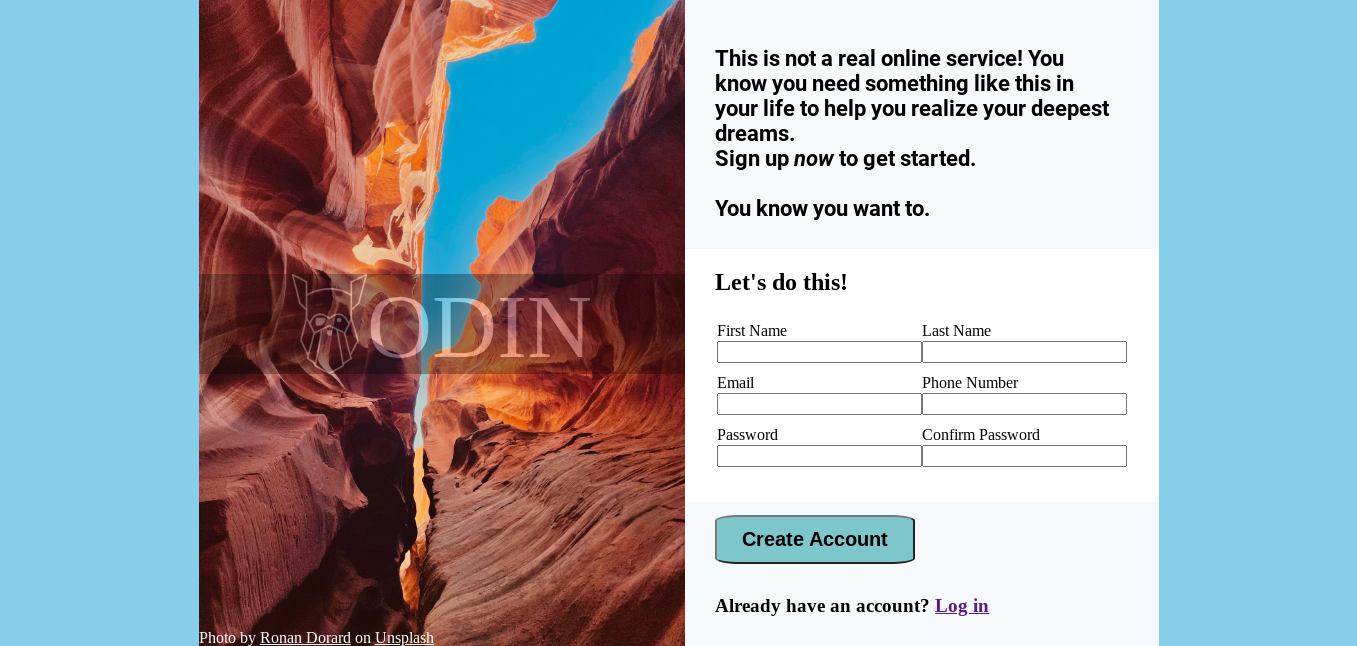 ODIN
Photo by Ronan Dorard on Unsplash
This is not a real online service! You
know you need something like this in
your life to help you realize your deepest
dreams.
Sign up now to get started.
You know you want to.
Let's do this!
First Name
Last Name
Email
Phone Number
Password
Confirm Password
Create Account
Already have an account? Log in